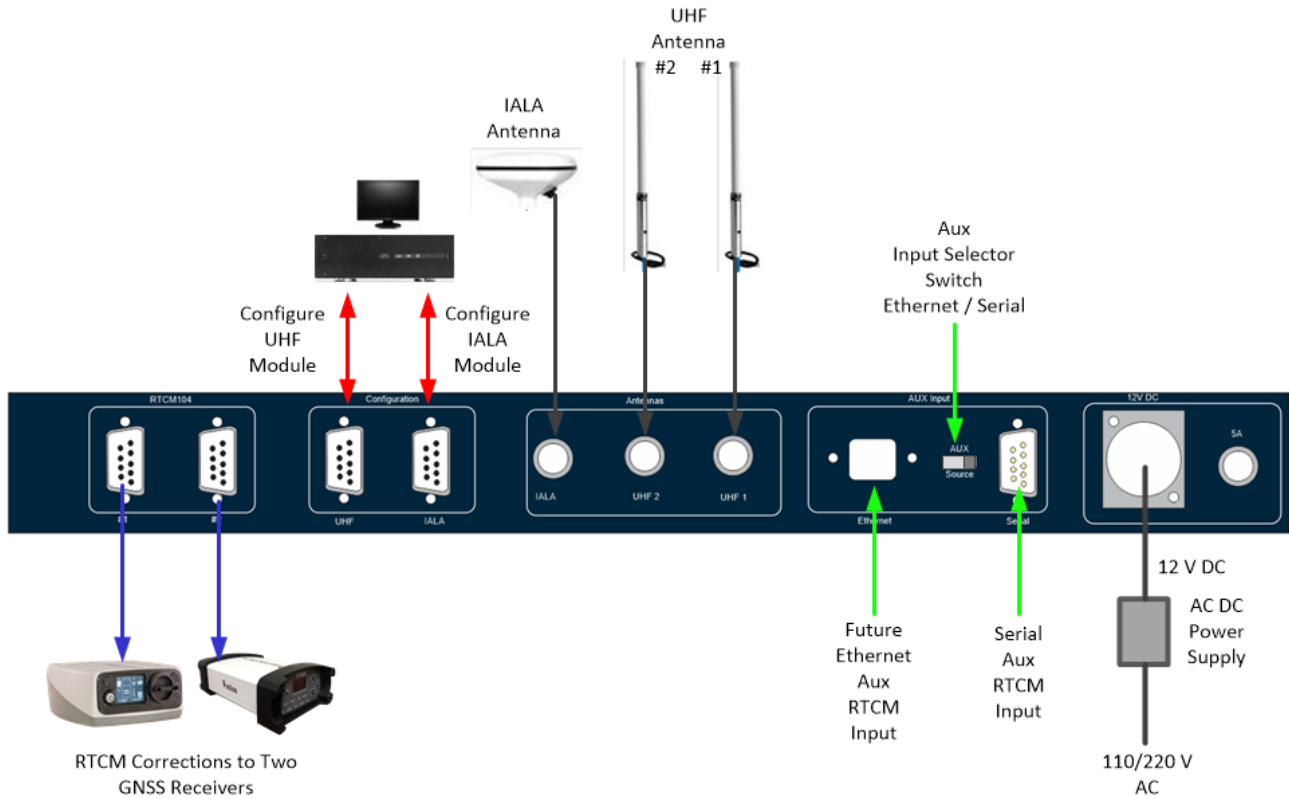 UHF
Antenna
#2 #1
IALA
Antenna
Aux
Input Selector
Switch
Ethernet / Serial
Configure
UHF
Module
Configure
IALA
Module
RTCM104
Configuration
Antennas
AUX Input
12V DC
AUX
Source
5A
IALA
UHF 2
UHF 1
#1
UHF
IALA
Ethernet
Serial
12 V DC
AC DC
Power
Supply
Future
Ethernet
Aux
RTCM
Input
Serial
Aux
RTCM
Input
RTCM Corrections to Two
GNSS Receivers
110/220 V
AC